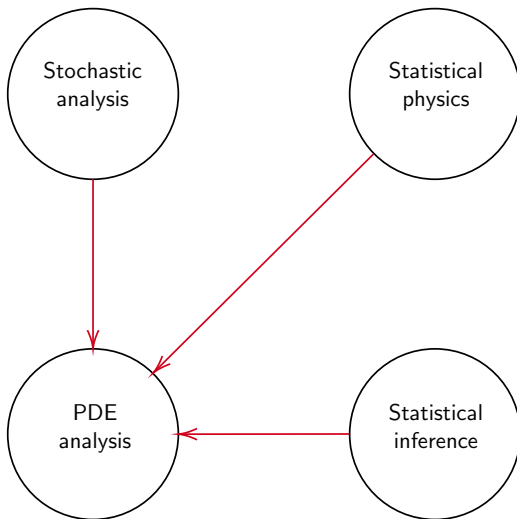 Stochastic
analysis
Statistical
physics
PDE
analysis
Statistical
inference